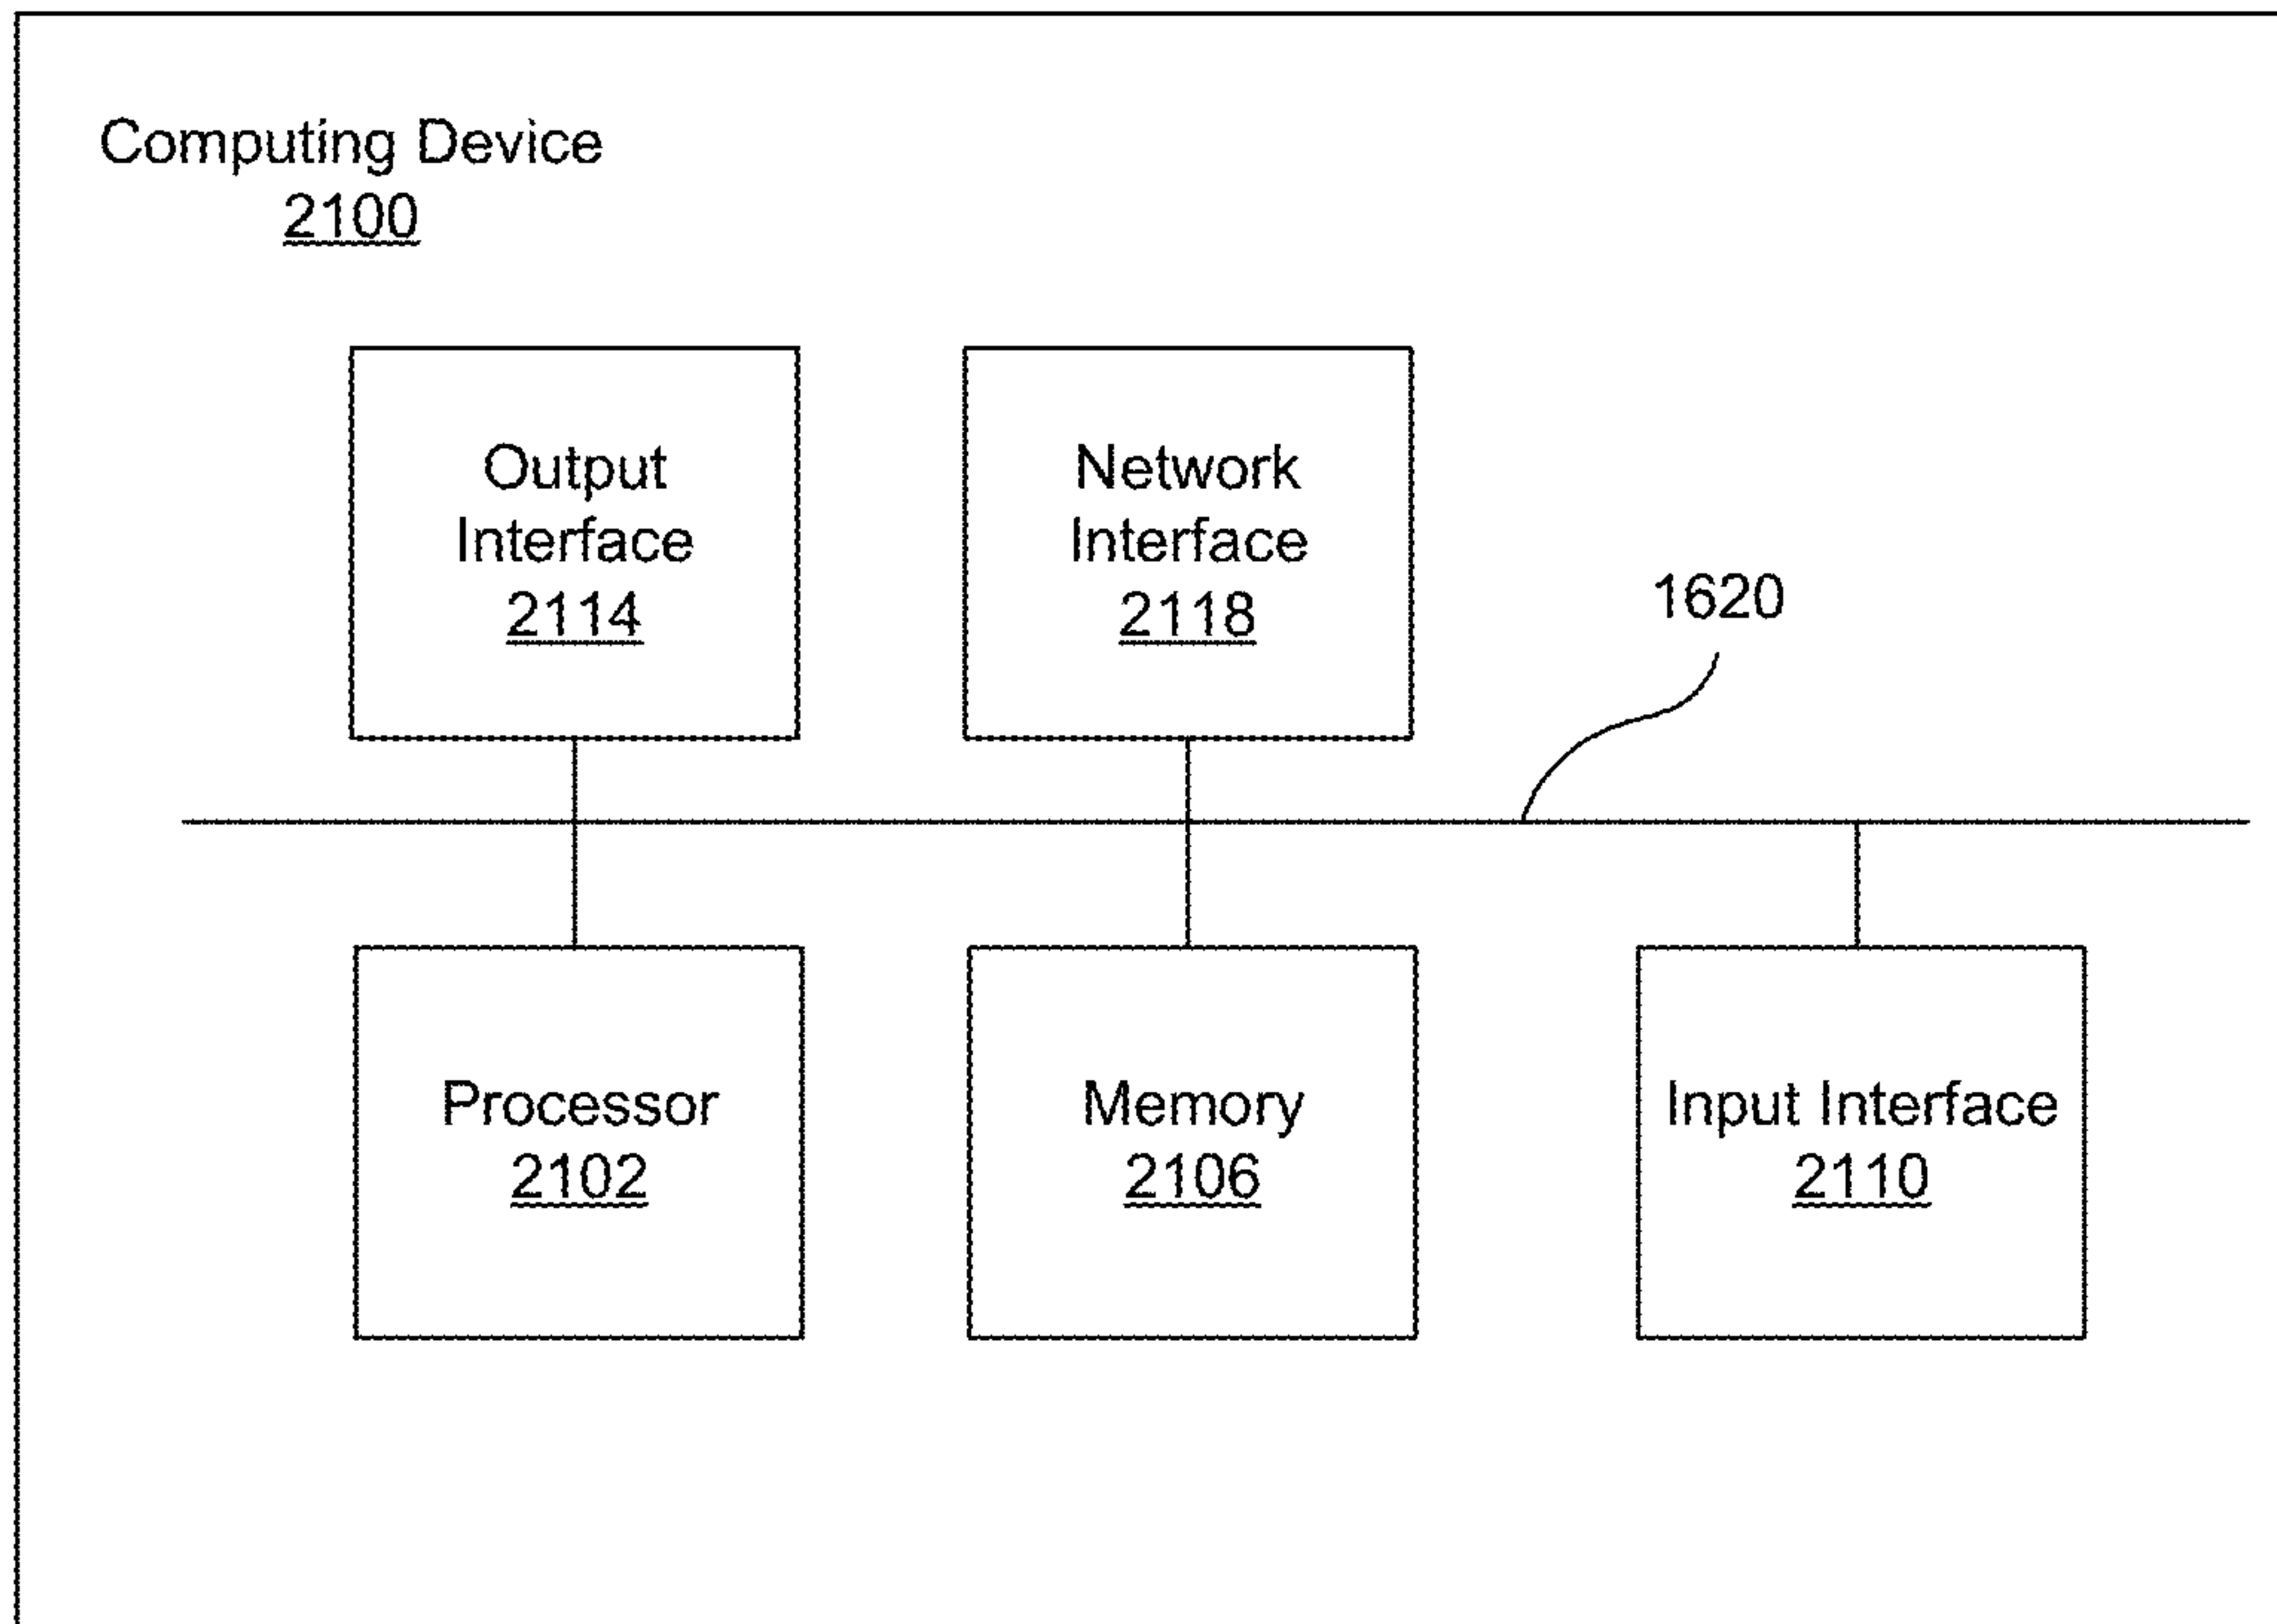 Computing Device
2100
Output
Interface
2114
Network
Interface
2118
1620
Processor
2102
Memory
2106
Input Interface
2110